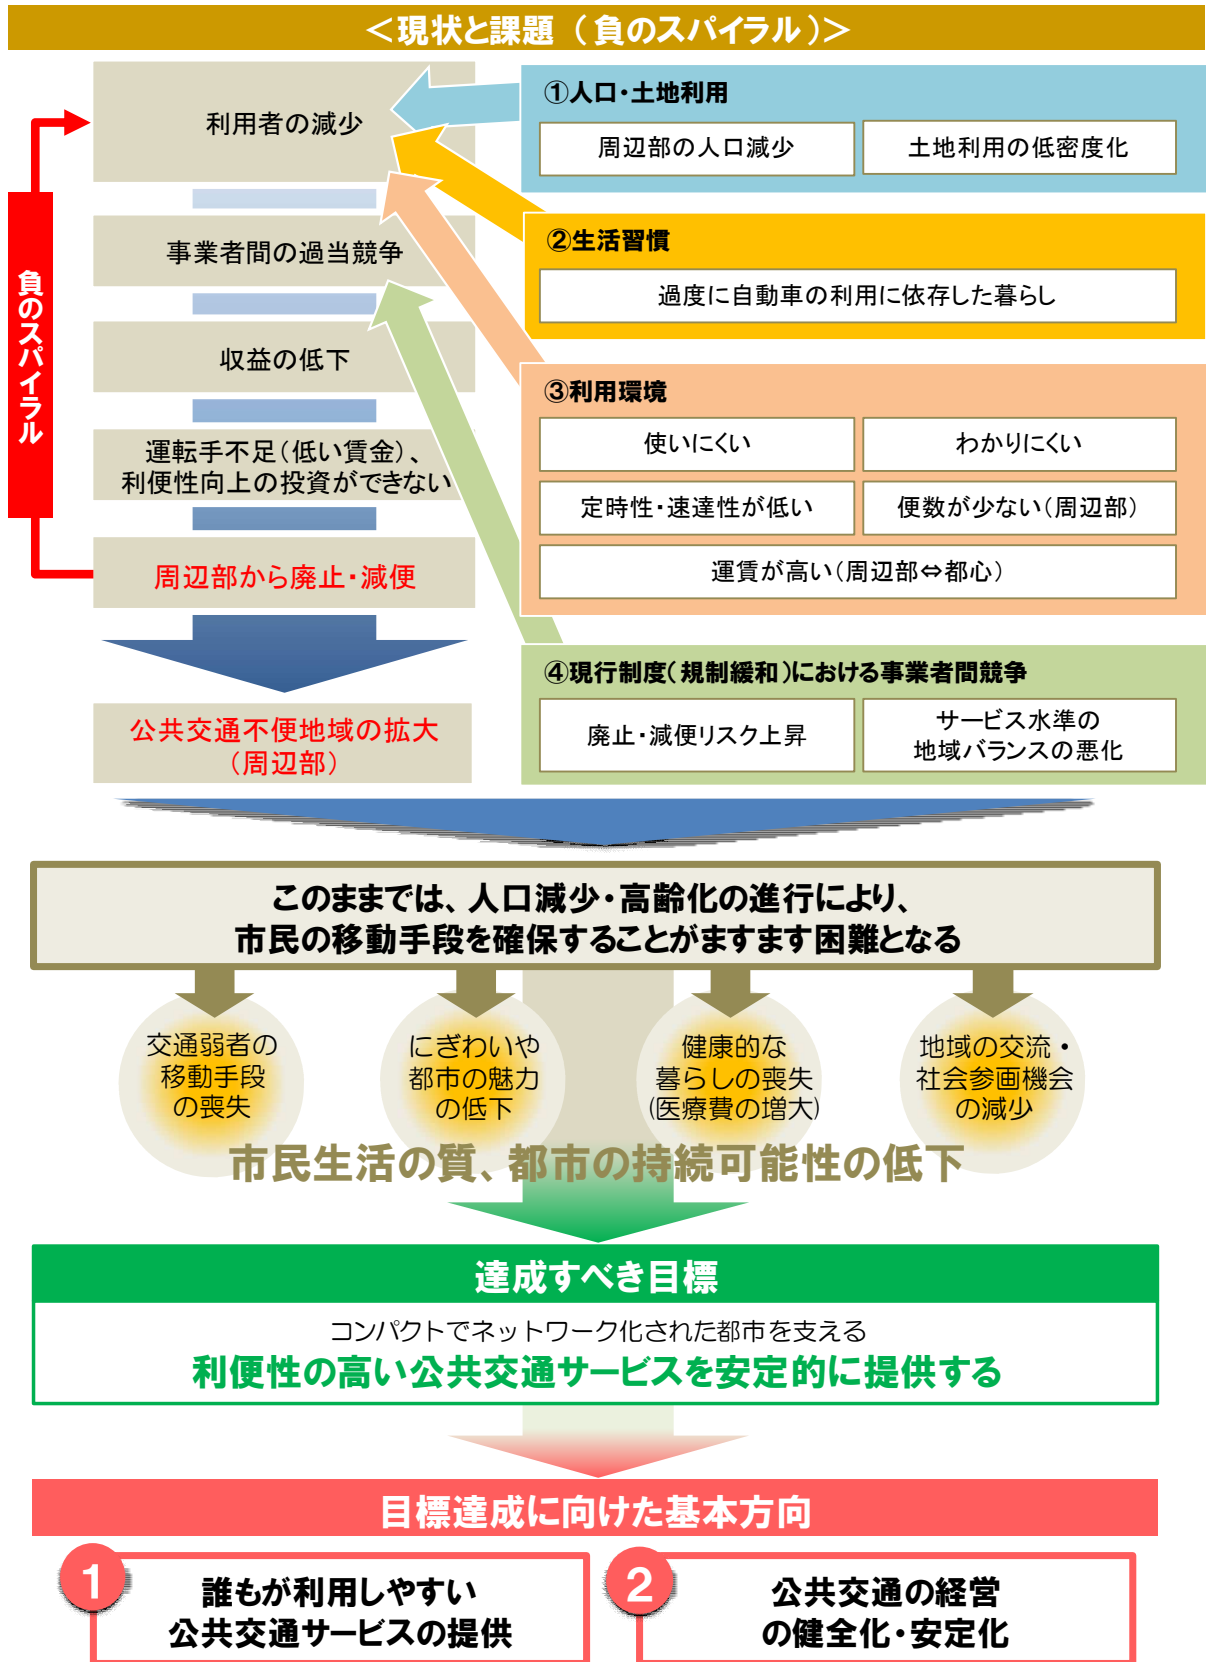 ＜現状と課題（負のスパイラル）＞
利用者の減少
事業者間の過当競争
収益の低下
運転手不足（低い賃金）、
利便性向上の投資ができない
周辺部から廃止・減便
負のスパイラル
公共交通不便地域の拡大
（周辺部）
①人口・土地利用
周辺部の人口減少
土地利用の低密度化
②生活習慣
過度に自動車の利用に依存した暮らし
③利用環境
使いにくい
わかりにくい
定時性・速達性が低い
便数が少ない（周辺部）
運賃が高い（周辺部⇔都心）
④現行制度（規制緩和）における事業者間競争
廃止・減便リスク上昇
サービス水準の
地域バランスの悪化
このままでは、人口減少・高齢化の進行により、
市民の移動手段を確保することがますます困難となる
交通弱者の
移動手段
の喪失
にぎわいや
都市の魅力
の低下
健康的な
暮らしの喪失
(医療費の増大)
地域の交流・
社会参画機会
の減少
市民生活の質、都市の持続可能性の低下
達成すべき目標
コンパクトでネットワーク化された都市を支える
利便性の高い公共交通サービスを安定的に提供する
目標達成に向けた基本方向
1
誰もが利用しやすい
公共交通サービスの提供
2
公共交通の経営
の健全化・安定化